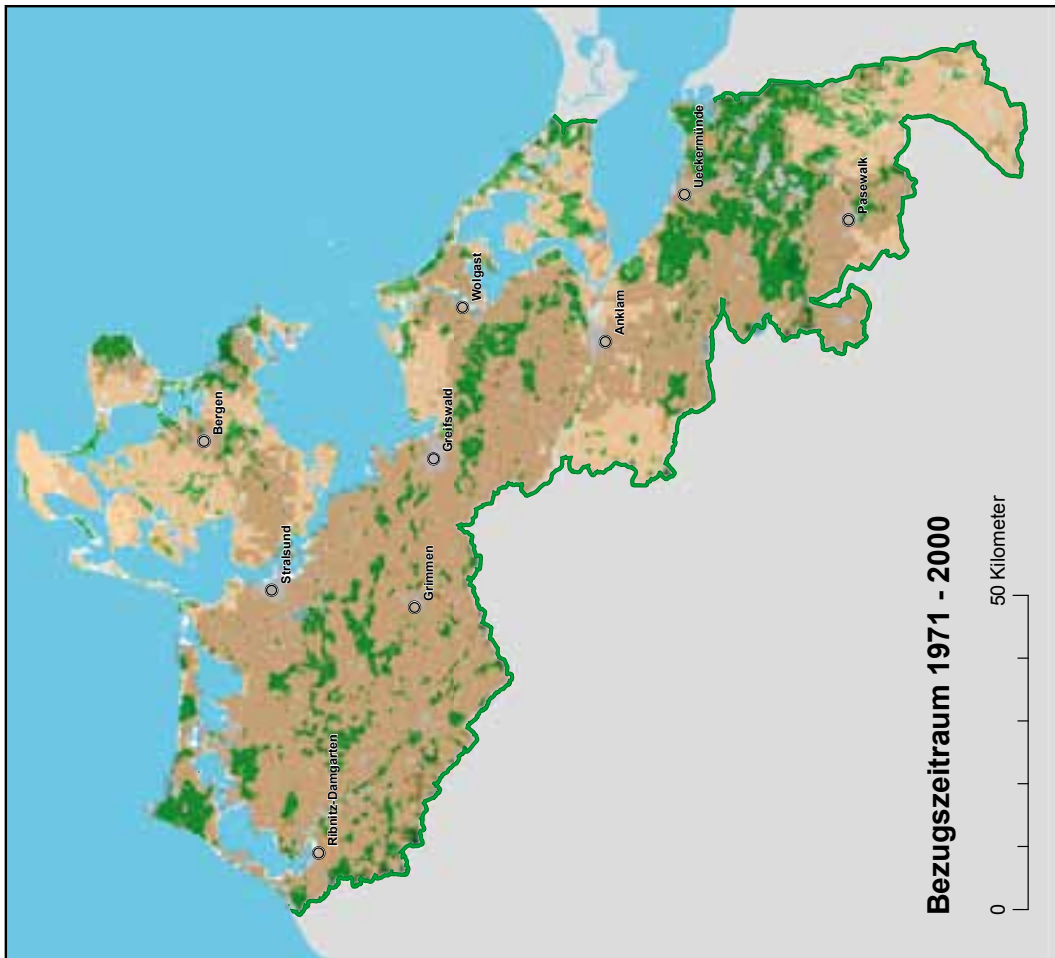 Ribnitz-Damgarten
Stralsund
Bergen
Grimmen
Greifswald
Wolgast
Anklam
Ueckermünde
Pasewalk
Bezugszeitraum 1971 - 2000
0
50 Kilometer